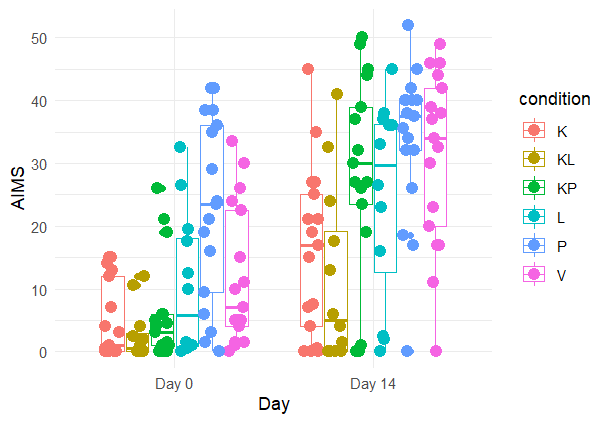 50
40
30
20
10
0
AIMS
Day 0
Day 14
Day
condition
K
KL
KP
L
P
V